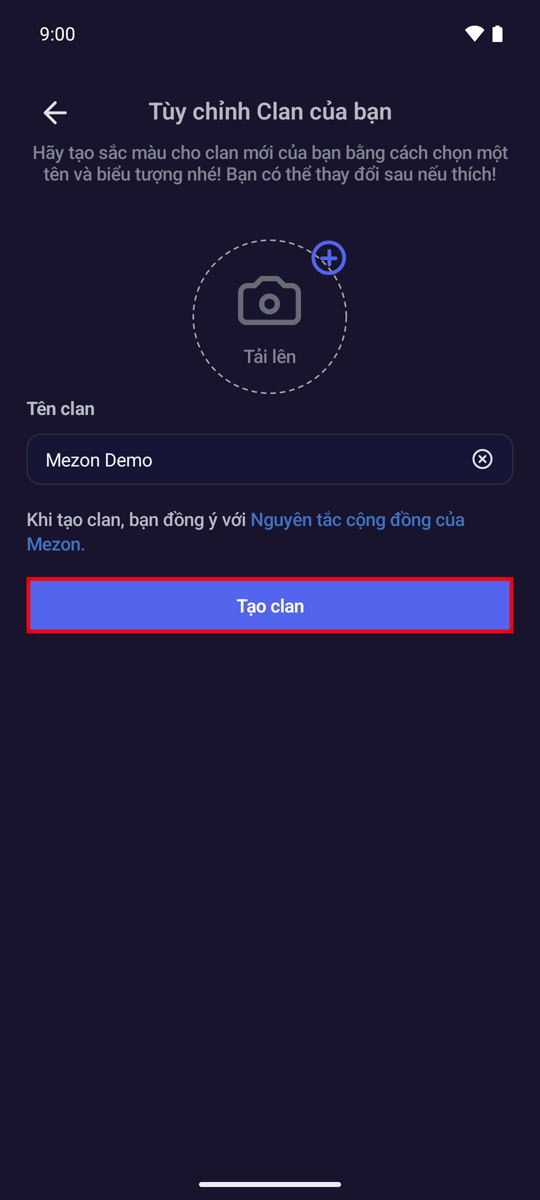 9:00
Tùy chỉnh Clan của bạn
Hãy tạo sắc màu cho clan mới của bạn bằng cách chọn một
tên và biểu tượng nhé! Bạn có thể thay đổi sau nếu thích!
Tải lên
Tên clan
Mezon Demo
Khi tạo clan, bạn đồng ý với Nguyên tắc cộng đồng của
Mezon.
Tạo clan